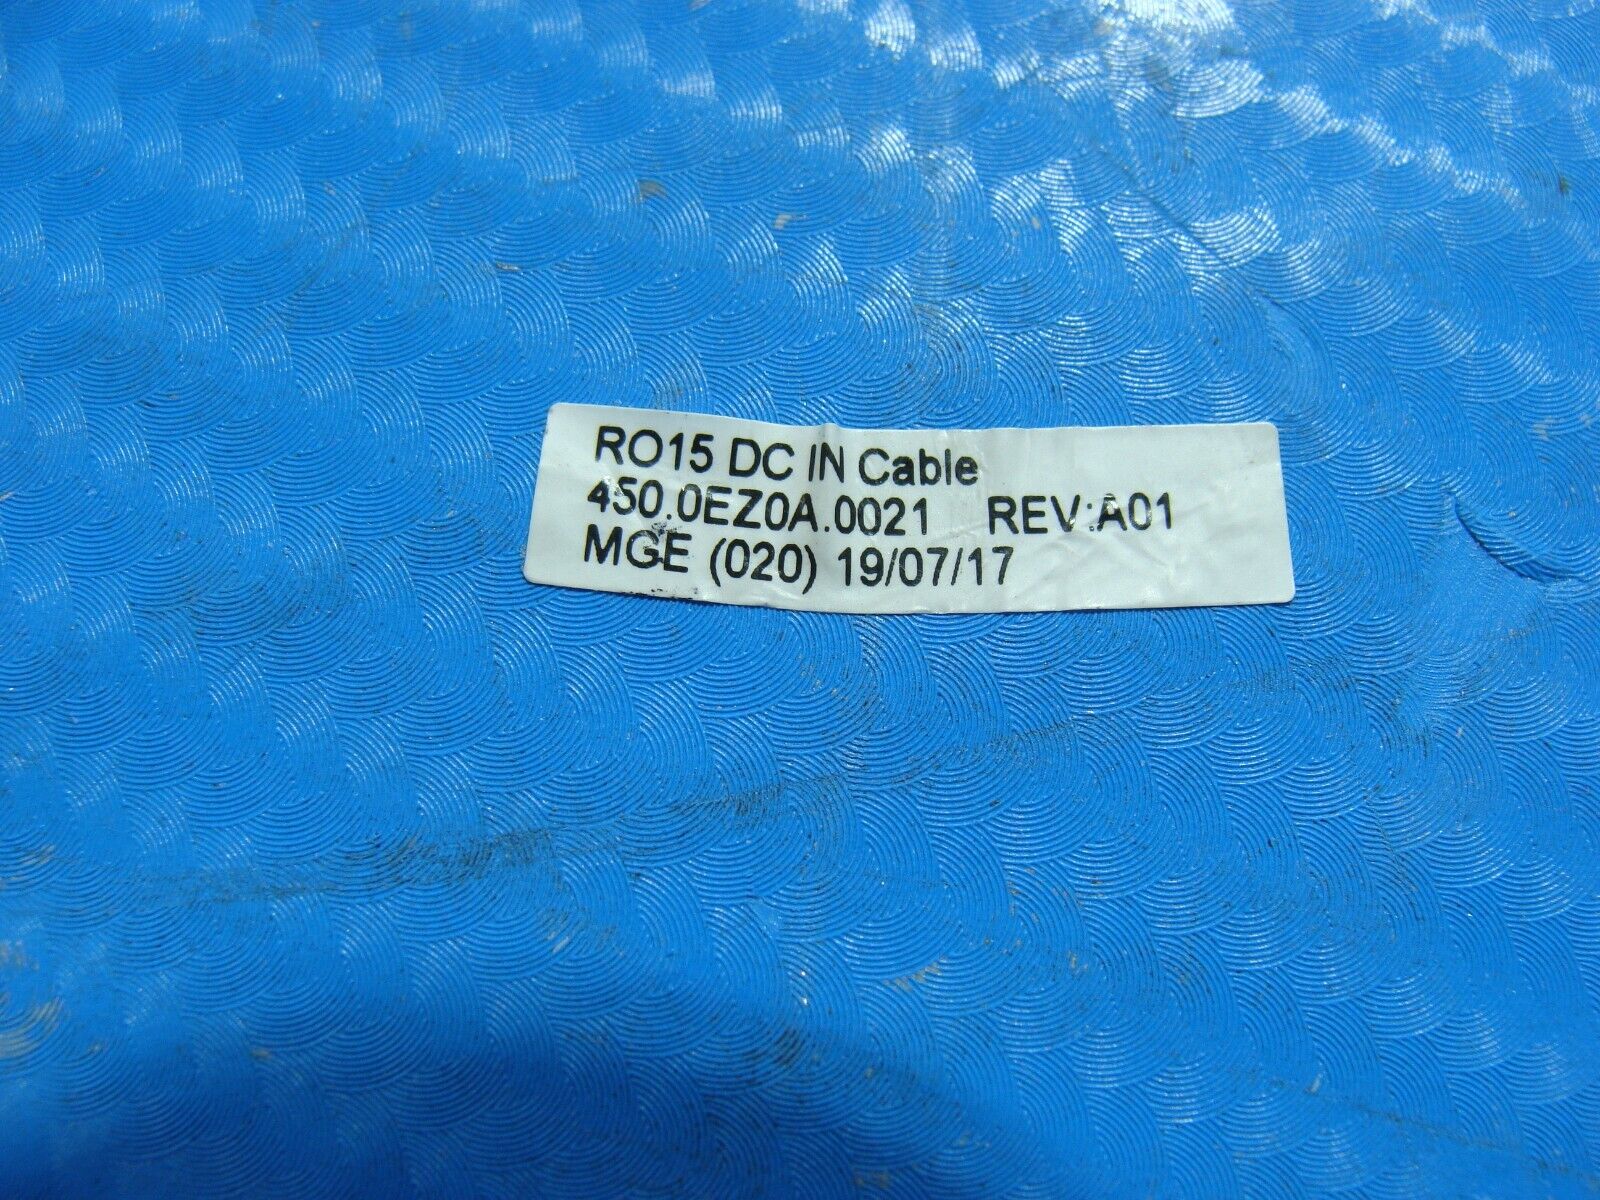 RO15 DC IN Cable
450.0EZ0A.0021 REV:A01
MGE (020) 19/07/17